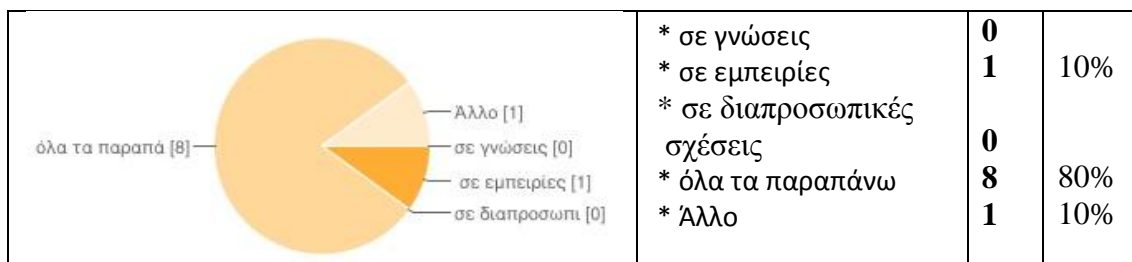 όλα τα παραπά [8]
Άλλο [1]
σε γνώσεις [0]
σε εμπειρίες [1]
σε διαπροσωπι [0]
* σε γνώσεις 0
* σε εμπειρίες 1 10%
* σε διαπροσωπικές
σχέσεις 0
* όλα τα παραπάνω 8 80%
* Άλλο 1 10%